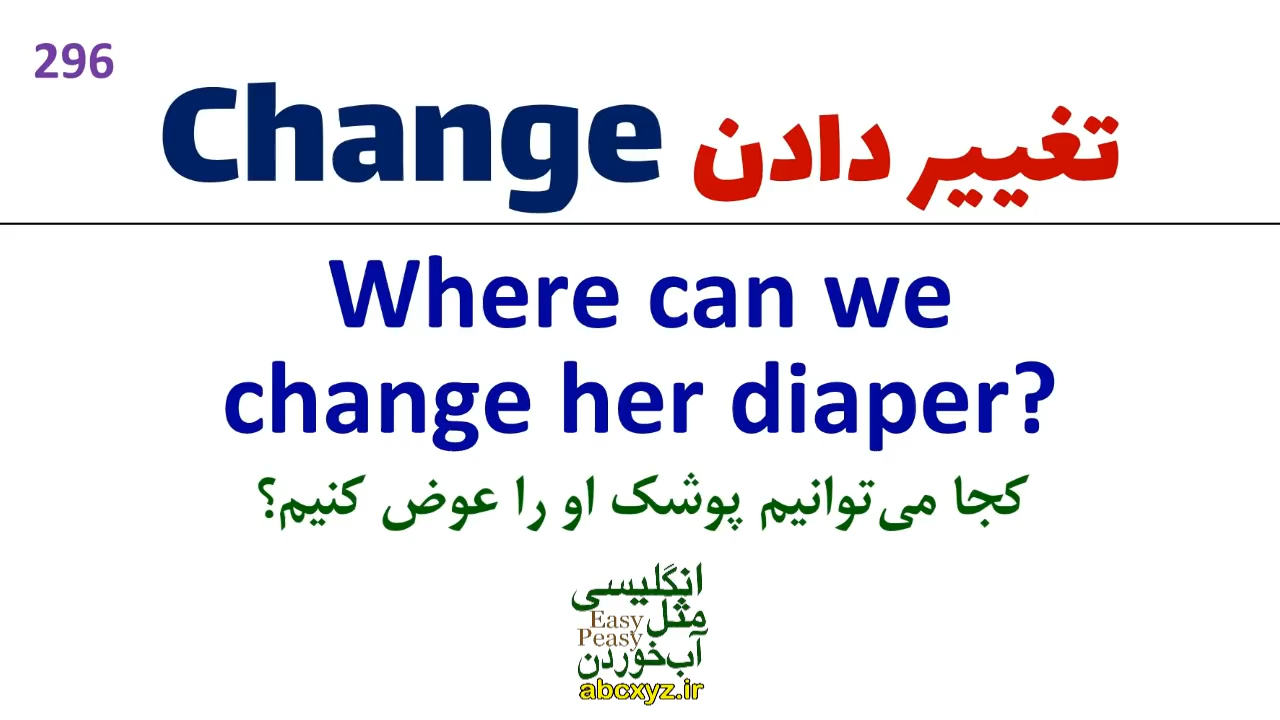 296
Change تغییر دادن
Where can we
change her diaper?
کجا می‌توانیم پوشک او را عوض کنیم؟
انگلیسی
مثل Easy
Peasy
آب‌خوردن
abcxyz.ir